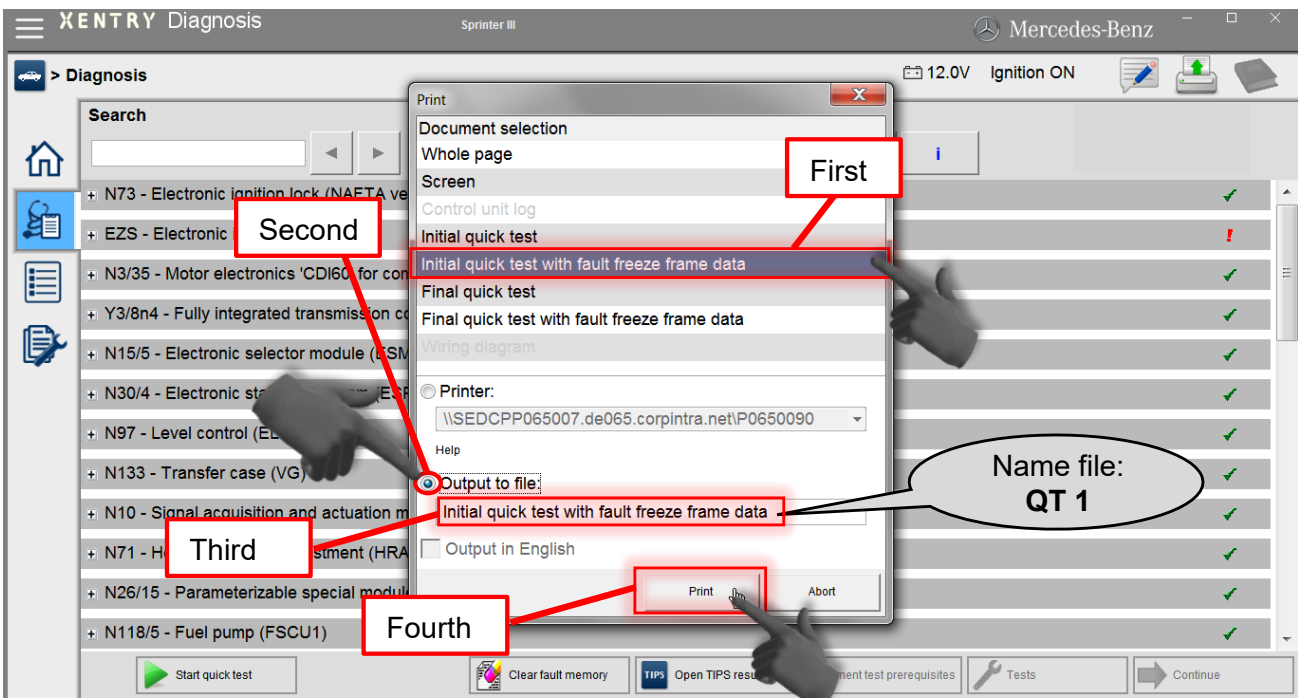 XENTRY Diagnosis
Sprinter III
Mercedes-Benz
> Diagnosis
12.0V
Ignition ON
Search
i
+ N73 - Electronic ignition lock (NAFTA ve
+ EZS - Electronic i
+ N3/35 - Motor electronics 'CDI60' for con
+ Y3/8n4 - Fully integrated transmission co
+ N15/5 - Electronic selector module (ESM
+ N30/4 - Electronic sta
(ESP
+ N97 - Level control (E
+ N133 - Transfer case (VG)
+ N10 - Signal acquisition and actuation m
+ N71 - H
stment (HRA
+ N26/15 - Parameterizable special modul
+ N118/5 - Fuel pump (FSCU1)
Print
X
Document selection
Whole page
Screen
Control unit log
Initial quick test
Initial quick test with fault freeze frame data
Final quick test
Final quick test with fault freeze frame data
Wiring diagram
Printer:
\\SEDCPP065007.de065.corpintra.net\P0650090
Help
Output to file:
Initial quick test with fault freeze frame data
Output in English
Print
Abort
First
Second
Third
Fourth
Name file:
QT 1
Start quick test
Clear fault memory
TIPS
Open TIPS resu
ment test prerequisites
Tests
Continue